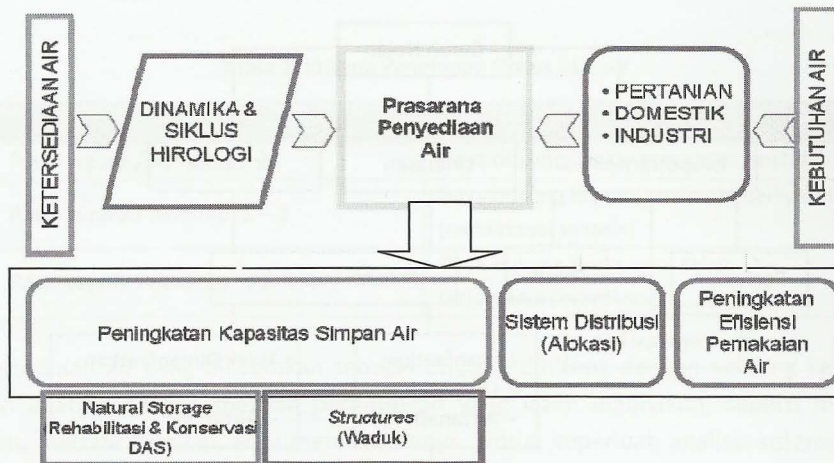 KETERSEDIAAN AIR
DINAMIKA &
SIKLUS
HIROLOGI
Prasarana
Penyediaan
Air
• PERTANIAN
• DOMESTIK
• INDUSTRI
KEBUTUHAN AIR
Peningkatan Kapasitas Simpan Air
Sistem Distribusi
(Alokasi)
Peningkatan
Efisiensi
Pemakaian
Air
Natural Storage
(Rehabilitasi & Konservasi
DAS)
Structures
(Waduk)